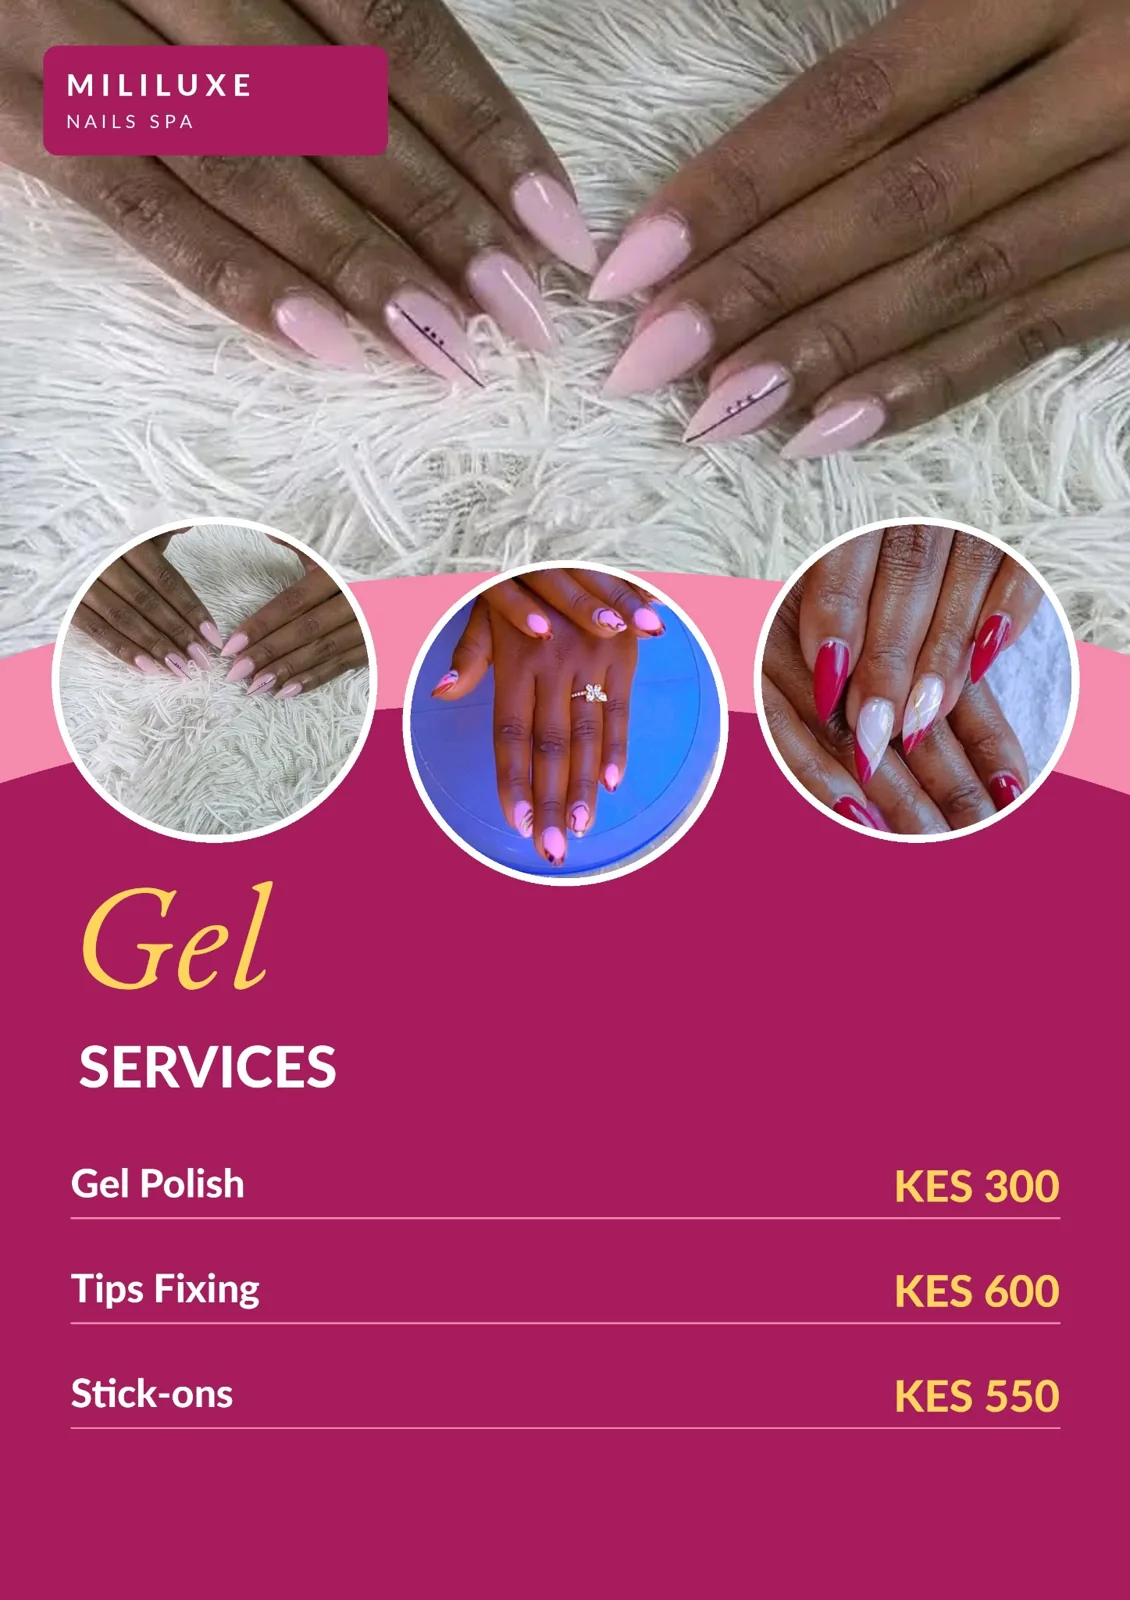 MILILUXE
NAILS SPA
Gel
SERVICES
Gel Polish KES 300
Tips Fixing KES 600
Stick-ons KES 550